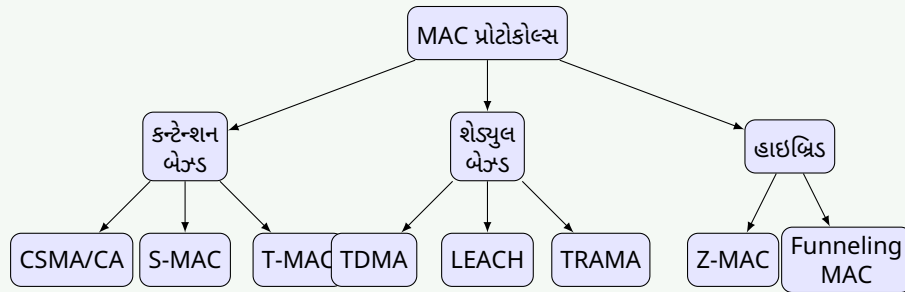 MAC પ્રોટોકોલ્સ
કન્ટેન્શન
બેઝ્ડ
શેડ્યુલ
બેઝ્ડ
હાઇબ્રિડ
CSMA/CA
S-MAC
T-MAC
TDMA
LEACH
TRAMA
Z-MAC
Funneling
MAC